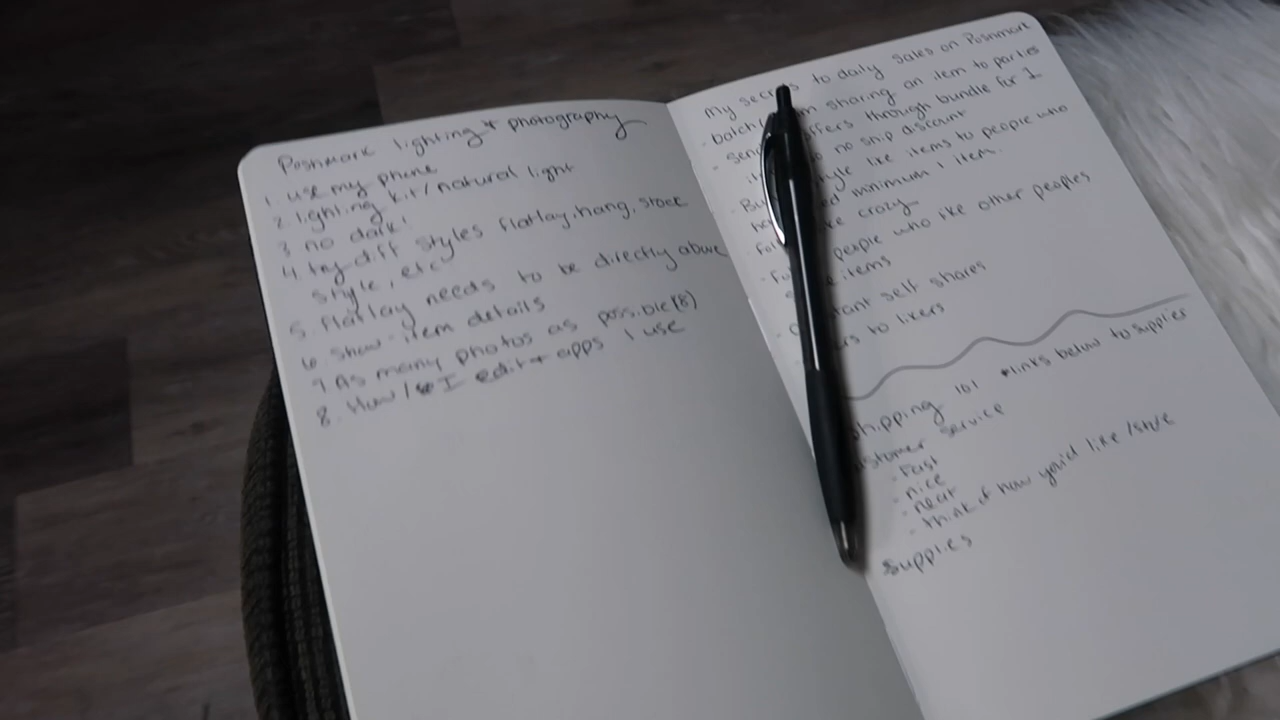 Poshmark lighting + photography
1 use my phone
2 lighting kit/natural light
3 no dark!
4 try diff styles flatlay, hang, stock
style, etc
5. Flatlay needs to be directly above
6. show item details
7 As many photos as possible (8)
8. How I edit + apps I use
My secrets to daily sales on Poshmark
sharing an item to parties
offers through bundle for 1
no ship discount
style like items to people who
minimum 1 item.
like crazy
people who like other peoples
items
self shares
to likers
shipping 101 *links below to supplies
customer service
- Fast
- nice
- neat
- think of how you'd like /style
supplies